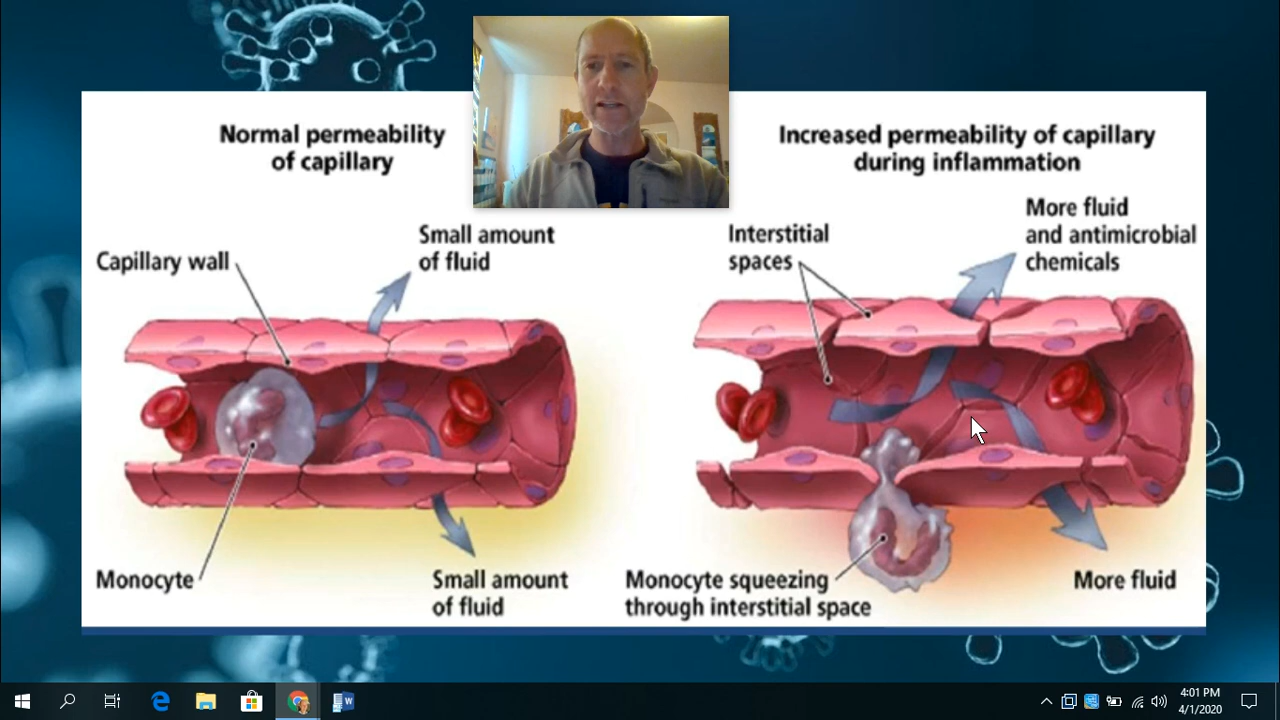 Normal permeability
of capillary
Increased permeability of capillary
during inflammation
Capillary wall
Small amount
of fluid
Interstitial
spaces
More fluid
and antimicrobial
chemicals
Monocyte
Small amount
of fluid
Monocyte squeezing
through interstitial space
More fluid
4:01 PM
4/1/2020